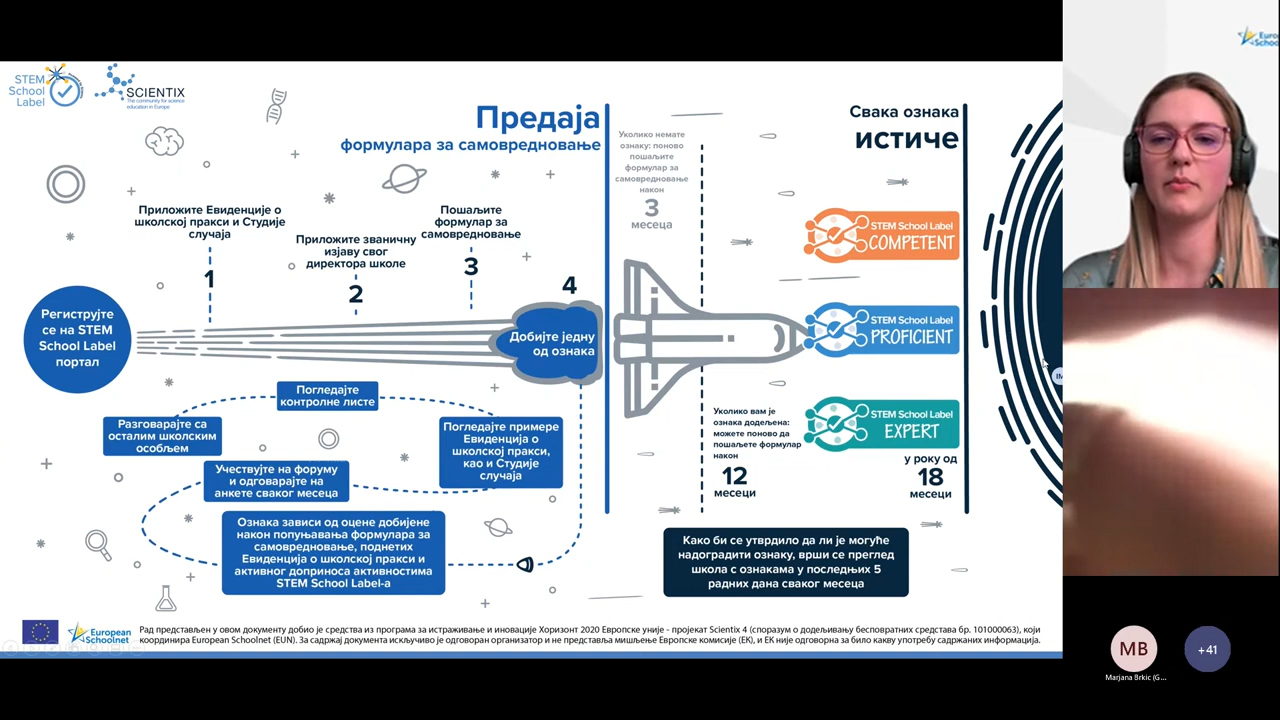 STEM
School
Label
SCIENTIX
The community for science
education in Europe
Предаја
формулара за самовредновање
Приложите Евиденције о
школској пракси и Студије
случаја
1
Приложите званичну
изјаву свог
директора школе
2
Пошаљите
формулар за
самовредновање
3
4
Региструјте
се на STEM
School Label
портал
Добијте једну
од ознака
Погледајте
контролне листе
Разговарајте са
осталим школским
особљем
Погледајте примере
Евиденција о
школској пракси,
као и Студије
случаја
Учествујте на форуму
и одговарајте на
анкете сваког месеца
Ознака зависи од оцене добијене
након попуњавања формулара за
самовредновање, поднетих
Евиденција о школској пракси и
активног доприноса активностима
STEM School Label-а
Уколико немате
ознаку: поново
пошаљите
формулар за
самовредновање
након
3
месеца
Свака ознака
истиче
STEM School Label
COMPETENT
STEM School Label
PROFICIENT
STEM School Label
EXPERT
Уколико вам је
ознака додељена:
можете поново да
пошаљете формулар
након
12
месеци
у року од
18
месеци
Како би се утврдило да ли је могуће
надоградити ознаку, врши се преглед
школа с ознакама у последњих 5
радних дана сваког месеца
European
Schoolnet
Рад представљен у овом документу добио је средства из програма за истраживање и иновације Хоризонт 2020 Европске уније - пројекат Scientix 4 (споразум о додељивању бесповратних средстава бр. 101000063), који
координира European Schoolnet (EUN). За садржај документа искључиво је одговоран организатор и не представља мишљење Европске комисије (ЕК), и ЕК није одговорна за било какву употребу садржаних информација.
MB
+41
Marjana Brkic (G...